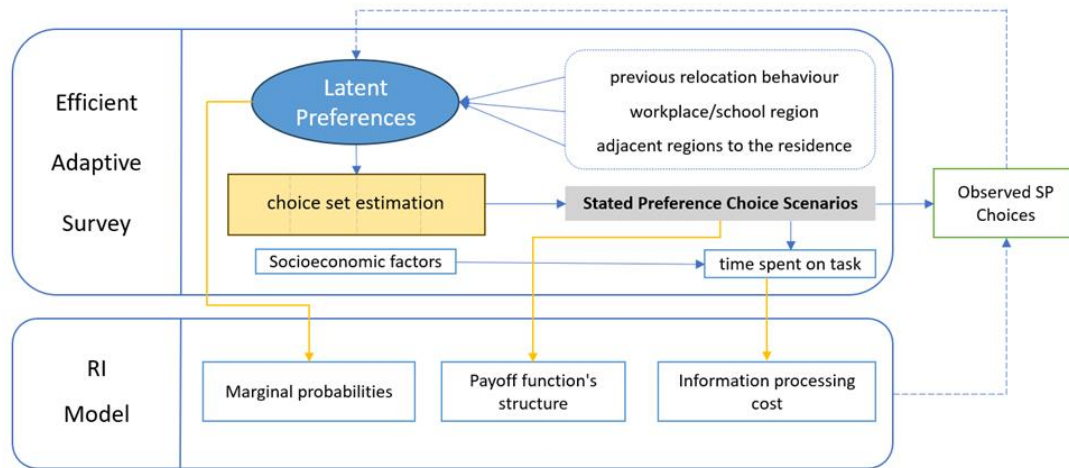 Efficient
Adaptive
Survey
Latent
Preferences
previous relocation behaviour
workplace/school region
adjacent regions to the residence
choice set estimation
Stated Preference Choice Scenarios
Observed SP
Choices
Socioeconomic factors
time spent on task
RI
Model
Marginal probabilities
Payoff function's
structure
Information processing
cost